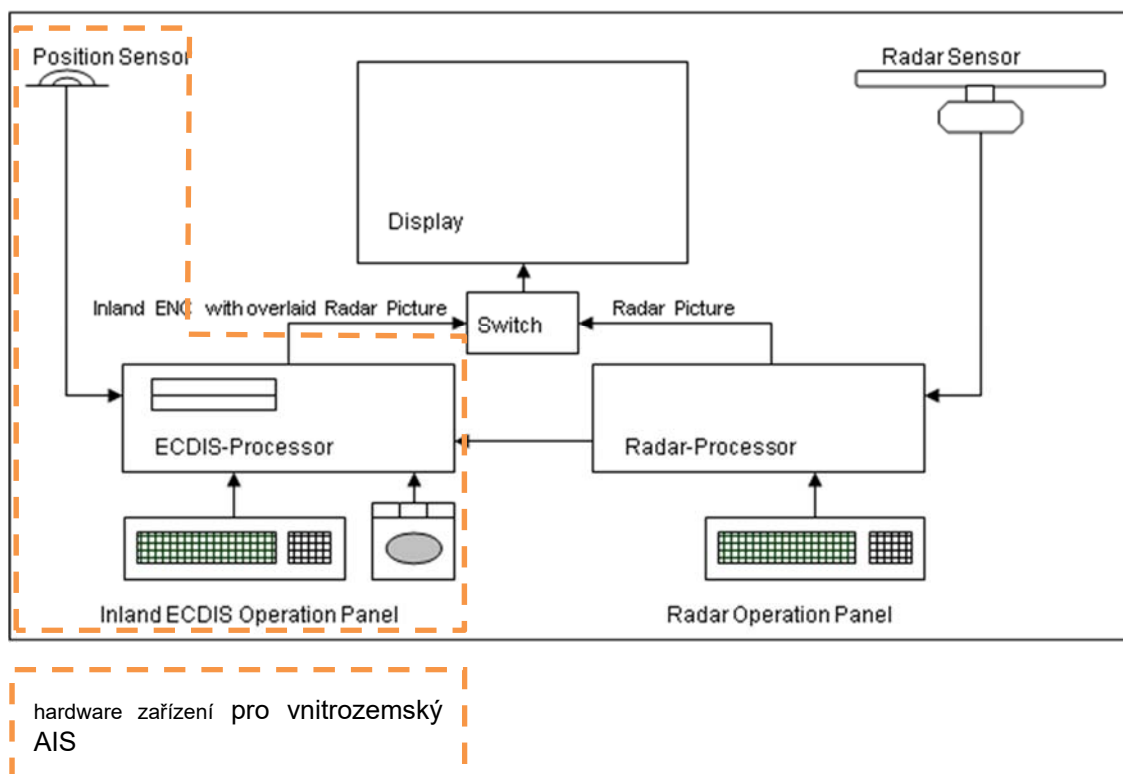 Position Sensor
Radar Sensor
Display
Inland ENC with overlaid Radar Picture
Switch
Radar Picture
ECDIS-Processor
Radar-Processor
Inland ECDIS Operation Panel
Radar Operation Panel
hardware zařízení pro vnitrozemský
AIS